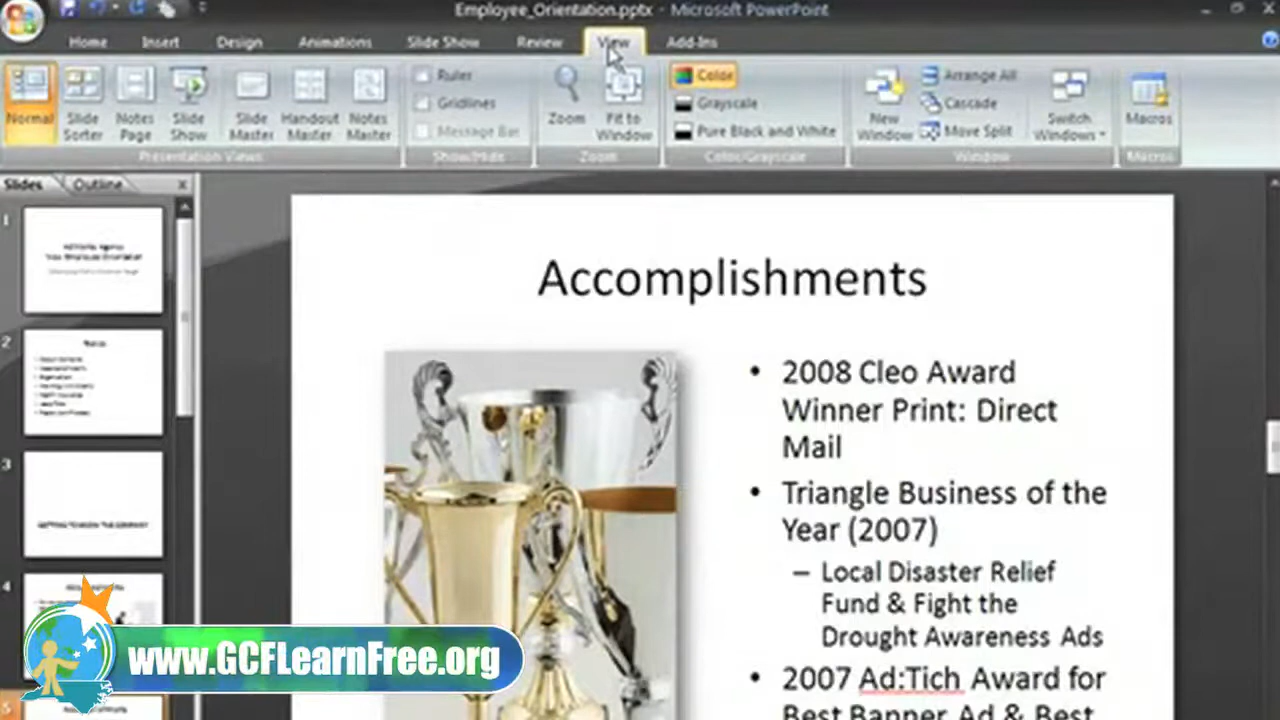 Employee_Orientation.pptx - Microsoft PowerPoint
Home Insert Design Animations Slide Show Review View Add-Ins
Normal
Slide Sorter
Notes Page
Slide Show
Slide Master
Handout Master
Notes Master
Presentation Views
Ruler
Gridlines
Message Bar
Show/Hide
Zoom
Fit to Window
Zoom
Color
Grayscale
Pure Black and White
Color/Grayscale
New Window
Arrange All
Cascade
Move Split
Switch Windows
Window
Macros
Macros
Slides Outline
1
2
3
4
5
Accomplishments
• 2008 Cleo Award
Winner Print: Direct
Mail
• Triangle Business of the
Year (2007)
– Local Disaster Relief
Fund & Fight the
Drought Awareness Ads
• 2007 Ad:Tich Award for
Best Banner Ad & Best
www.GCFLearnFree.org